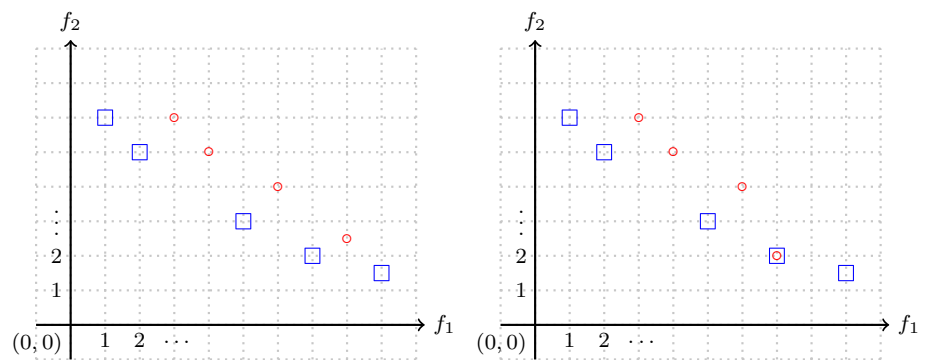 f₂ f₂
⋮ ⋮
2 2
1 1
f₁ f₁
(0,0) 1 2 ⋯ (0,0) 1 2 ⋯